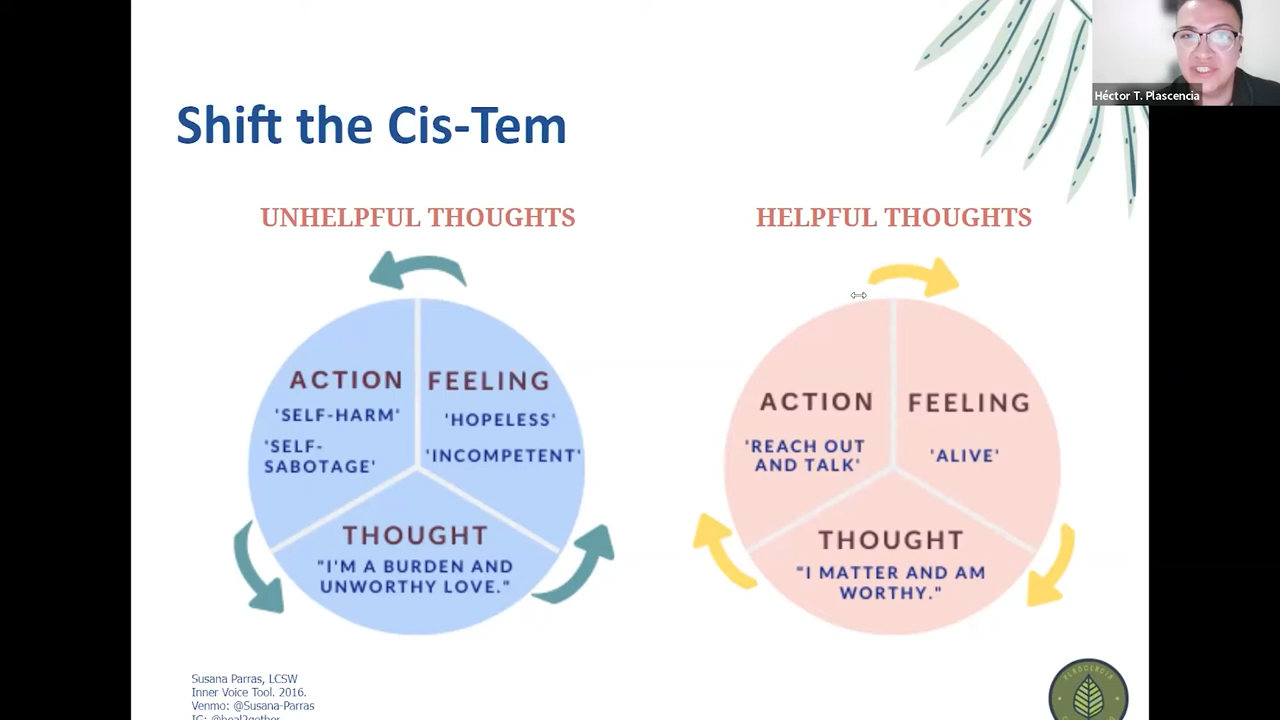 Héctor T. Plascencia
Shift the Cis-Tem
UNHELPFUL THOUGHTS
ACTION
'SELF-HARM'
'SELF-
SABOTAGE'
FEELING
'HOPELESS'
'INCOMPETENT'
THOUGHT
"I'M A BURDEN AND
UNWORTHY LOVE."
HELPFUL THOUGHTS
ACTION
'REACH OUT
AND TALK'
FEELING
'ALIVE'
THOUGHT
"I MATTER AND AM
WORTHY."
Susana Parras, LCSW
Inner Voice Tool. 2016.
Venmo: @Susana-Parras
IG: @heal2gether